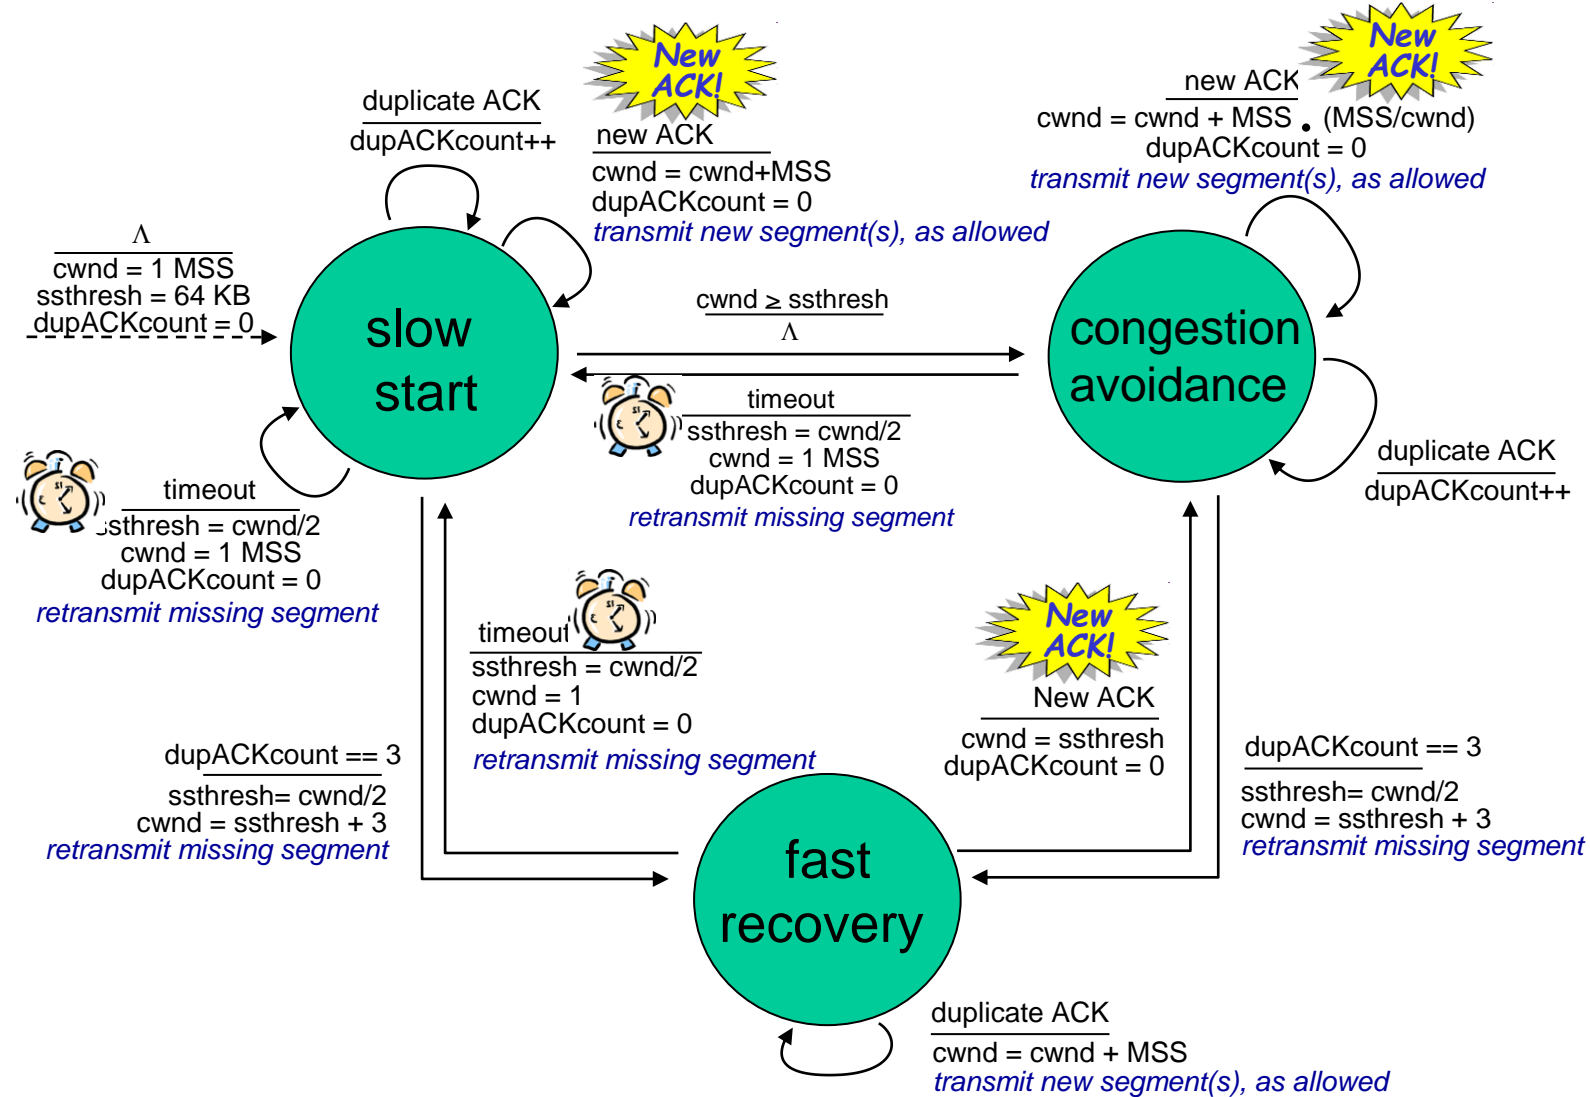 New
ACK!
duplicate ACK
dupACKcount++
new ACK
cwnd = cwnd+MSS
dupACKcount = 0
transmit new segment(s), as allowed
New
ACK!
new ACK
cwnd = cwnd + MSS • (MSS/cwnd)
dupACKcount = 0
transmit new segment(s), as allowed
Λ
cwnd = 1 MSS
ssthresh = 64 KB
dupACKcount = 0
slow
start
cwnd ≥ ssthresh
Λ
congestion
avoidance
timeout
ssthresh = cwnd/2
cwnd = 1 MSS
dupACKcount = 0
retransmit missing segment
duplicate ACK
dupACKcount++
timeout
ssthresh = cwnd/2
cwnd = 1 MSS
dupACKcount = 0
retransmit missing segment
timeout
ssthresh = cwnd/2
cwnd = 1
dupACKcount = 0
retransmit missing segment
New
ACK!
New ACK
cwnd = ssthresh
dupACKcount = 0
dupACKcount == 3
ssthresh= cwnd/2
cwnd = ssthresh + 3
retransmit missing segment
dupACKcount == 3
ssthresh= cwnd/2
cwnd = ssthresh + 3
retransmit missing segment
fast
recovery
duplicate ACK
cwnd = cwnd + MSS
transmit new segment(s), as allowed